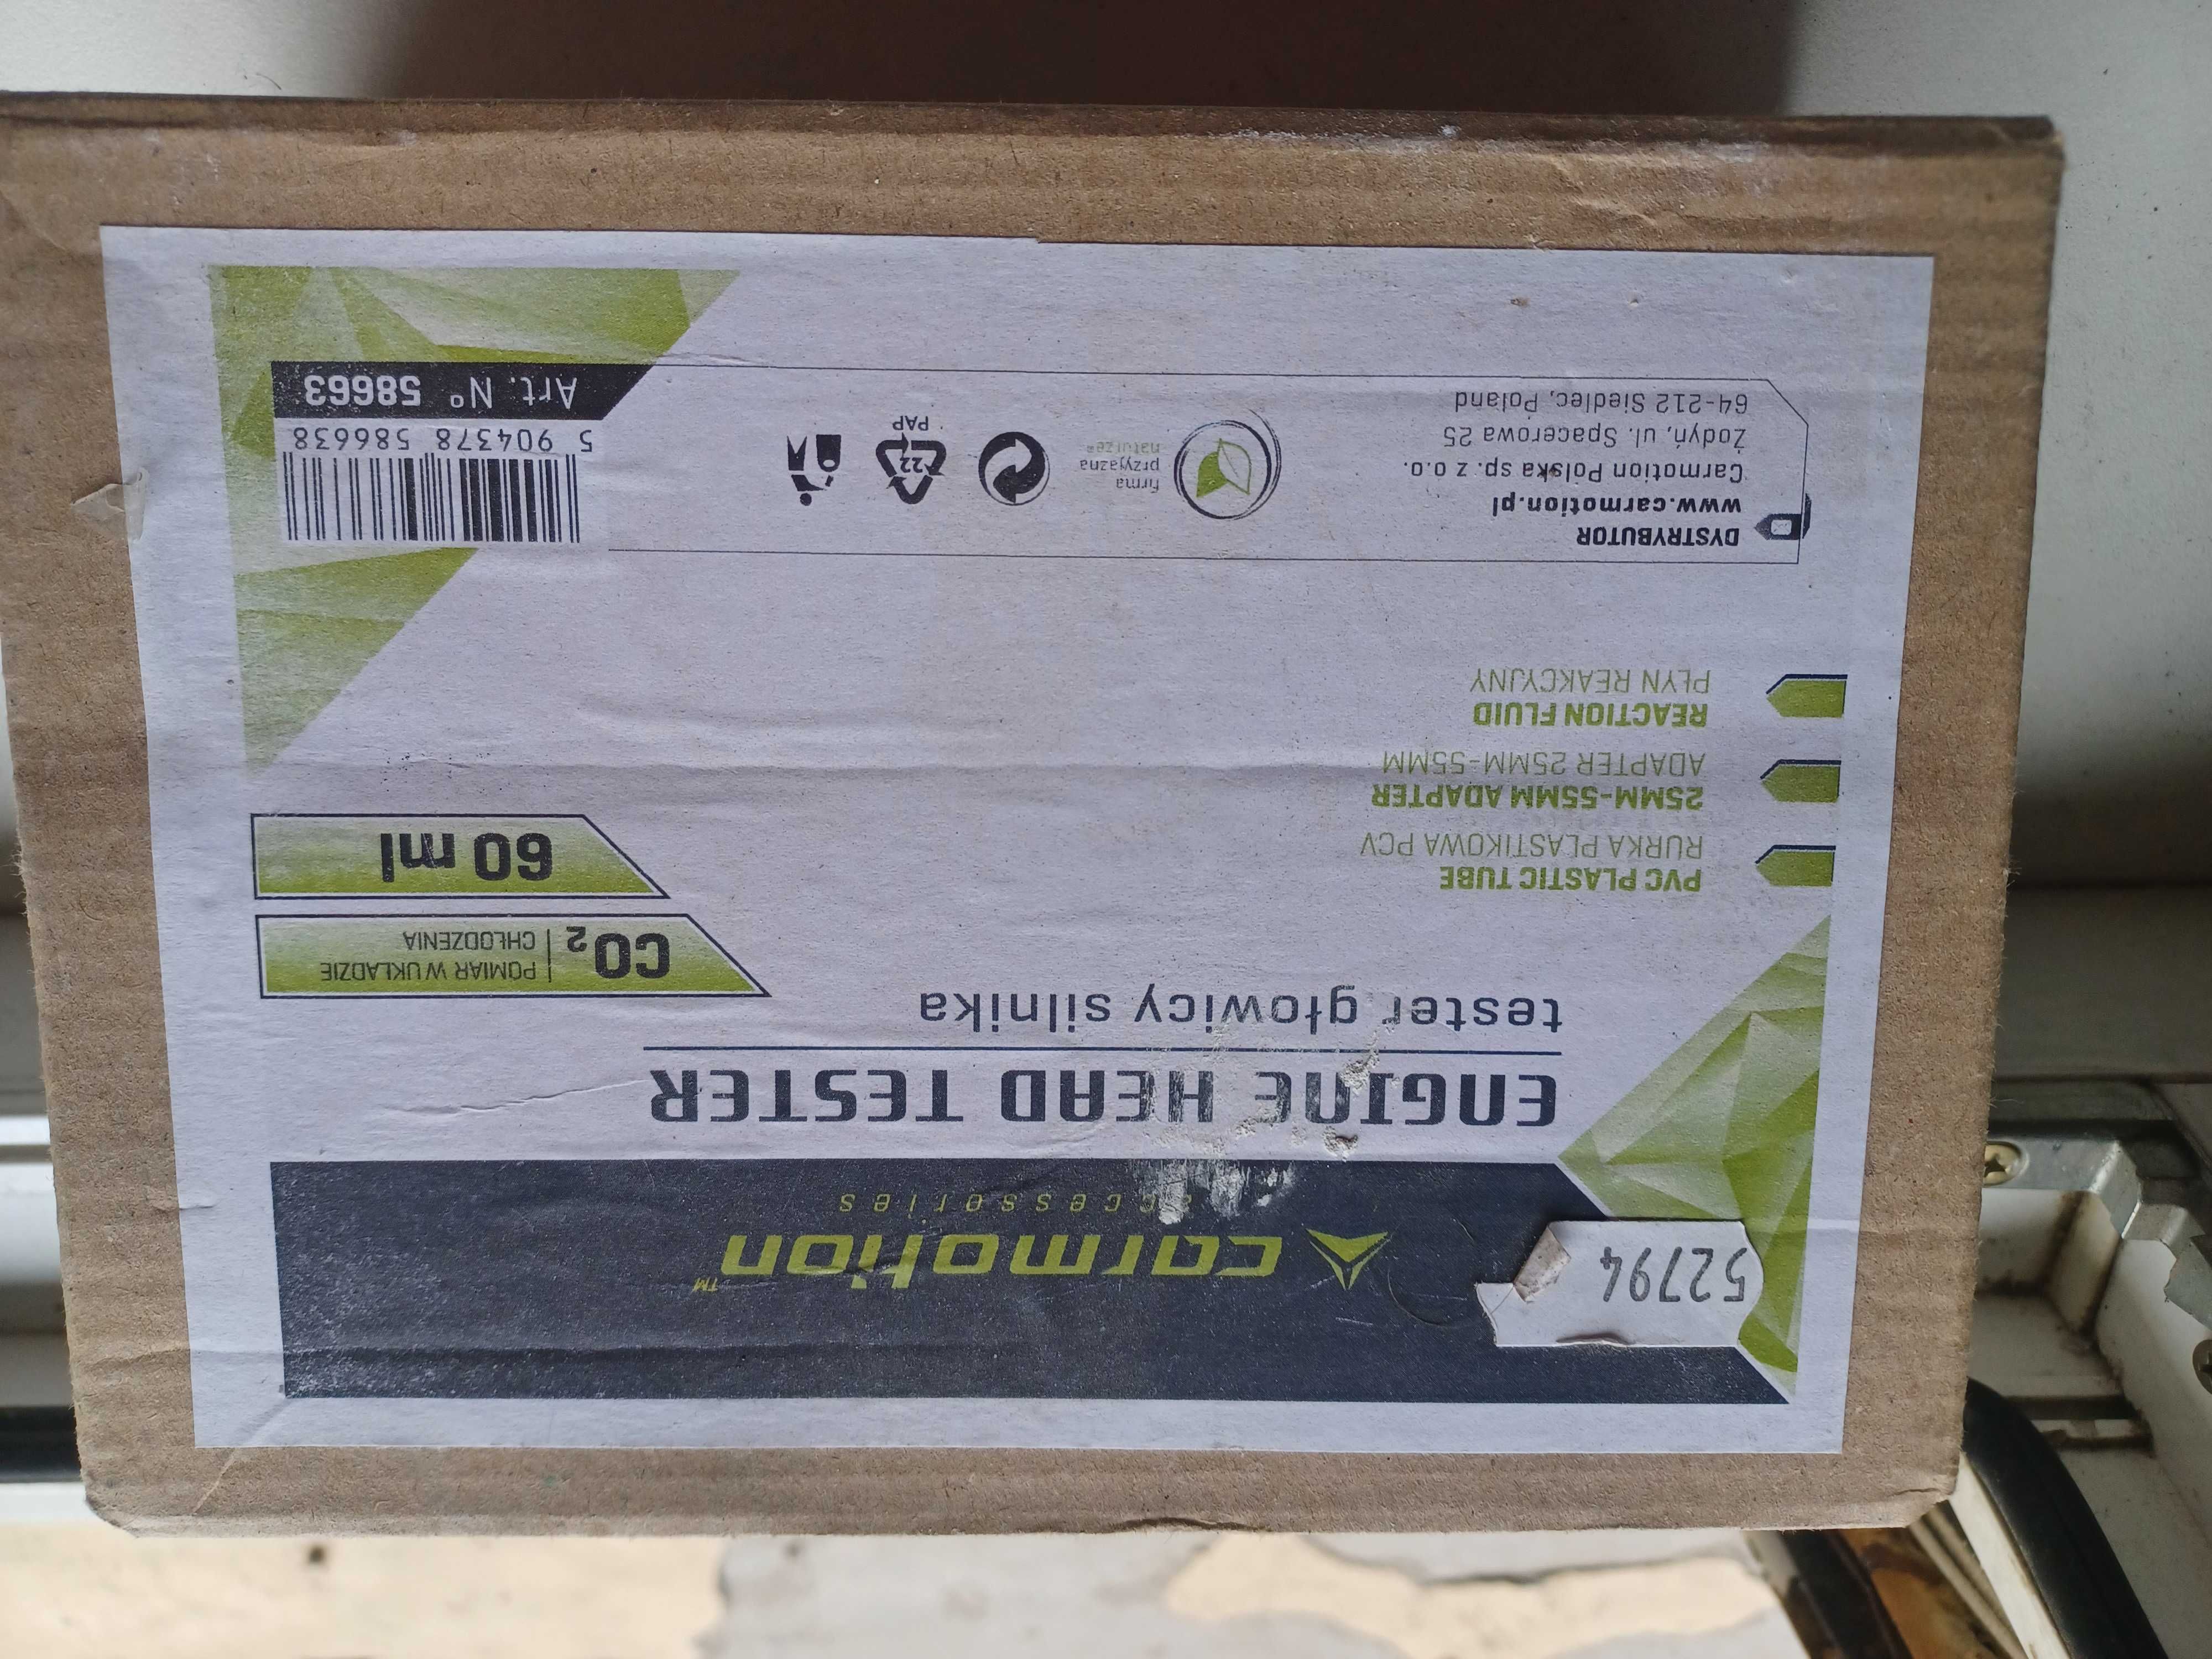 52794
carmotion™
accessories
ENGINE HEAD TESTER
tester głowicy silnika
CO2 POMIAR W UKŁADZIE
CHŁODZENIA
60 ml
PVC PLASTIC TUBE
RURKA PLASTIKOWA PCV
25MM-55MM ADAPTER
ADAPTER 25MM-55MM
REACTION FLUID
PŁYN REAKCYJNY
DYSTRYBUTOR
www.carmotion.pl
Carmotion Polska sp. z o.o.
Żodyń, ul. Spacerowa 25
64-212 Siedlec, Poland
firma
przyjazna
naturze®
22
PAP
5 904378 586638
Art. Nº 58663